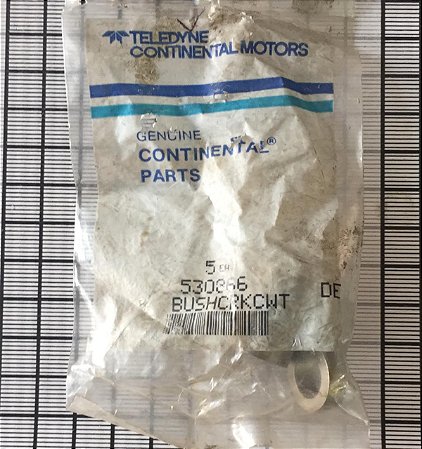 TELEDYNE
CONTINENTAL MOTORS
GENUINE
CONTINENTAL®
PARTS
5 EA
530866
BUSHCRKCWT DE